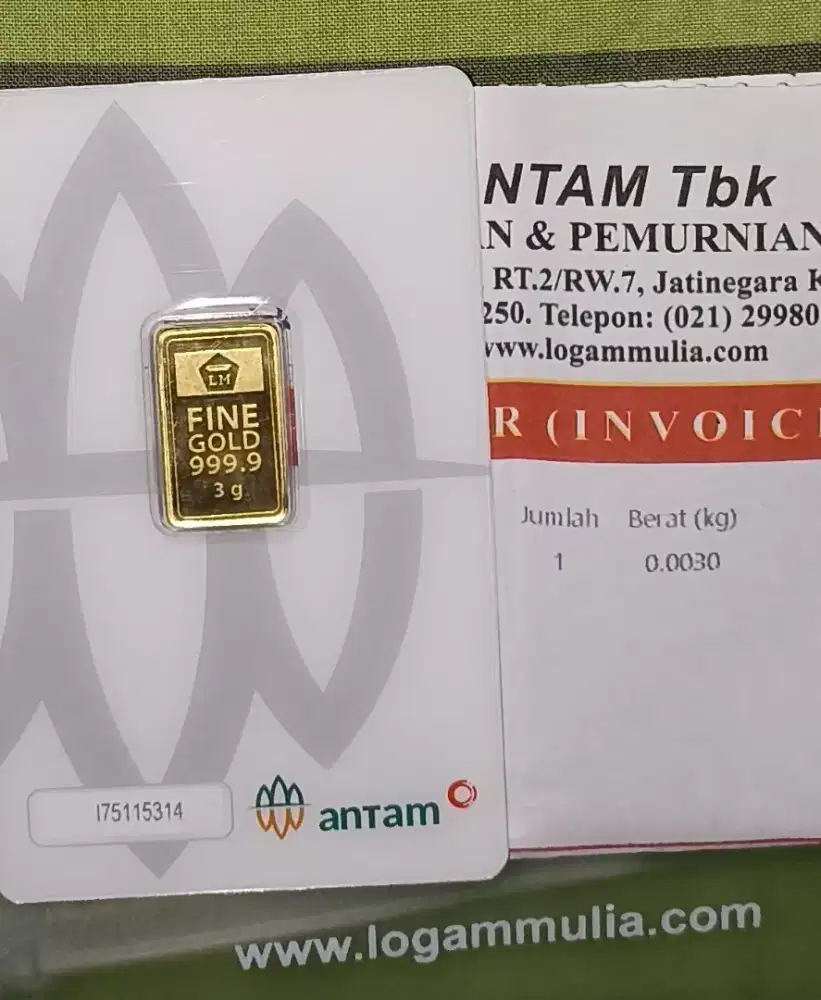 LM
FINE
GOLD
999.9
3 g
I75115314
antam
NTAM Tbk
N & PEMURNIAN
RT.2/RW.7, Jatinegara K
250. Telepon: (021) 29980
www.logammulia.com
R (INVOIC
Jumlah Berat (kg)
1 0.0030
www.logammulia.com